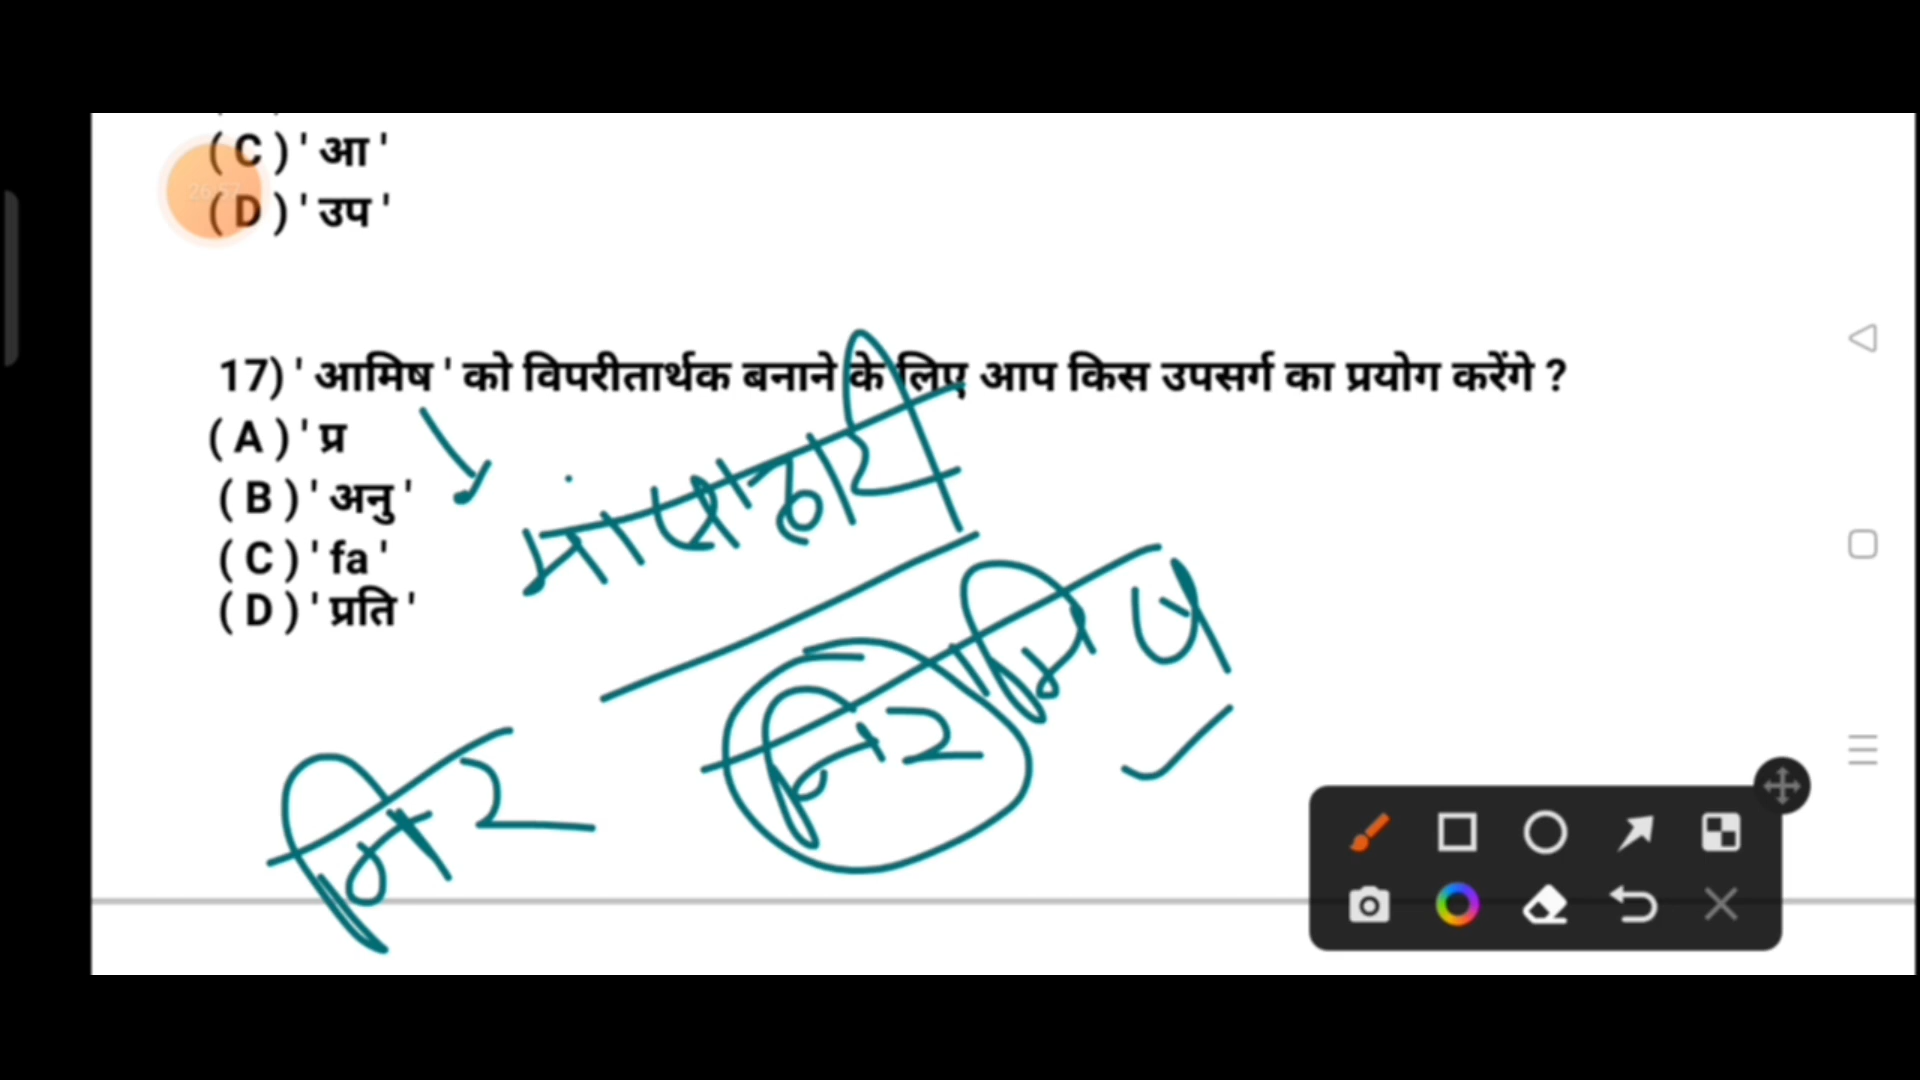 ( C ) ' आ '
( D ) ' उप '
17) ' आमिष ' को विपरीतार्थक बनाने के लिए आप किस उपसर्ग का प्रयोग करेंगे ?
( A ) ' प्र
( B ) ' अनु '
( C ) ' fa '
( D ) ' प्रति '
मांसाहारी